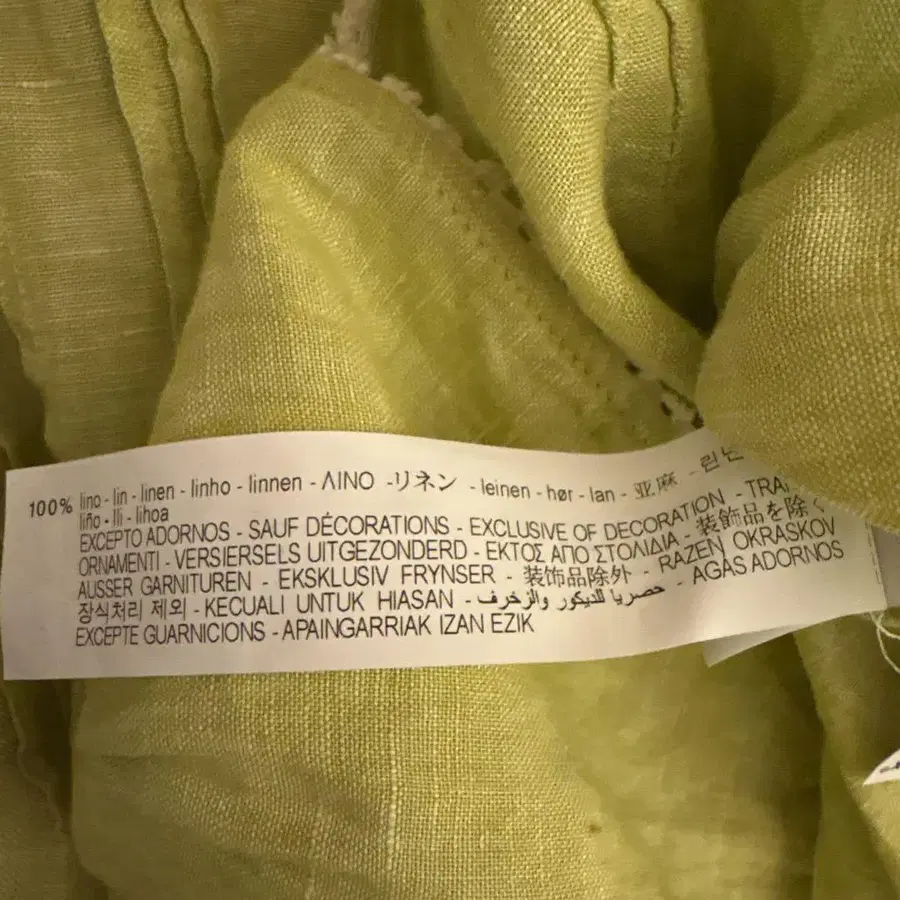 100% lino - lin - linen - linho - linnen - ΛΙΝΟ - リネン - leinen - hør - lan - 亚麻 - 린넨
liño - lli - lihoa
EXCEPTO ADORNOS - SAUF DÉCORATIONS - EXCLUSIVE OF DECORATION - TRANNE
ORNAMENTI - VERSIERSELS UITGEZONDERD - ΕΚΤΟΣ ΑΠΟ ΣΤΟΛΙΔΙΑ - 装飾品を除く
AUSSER GARNITUREN - EKSKLUSIV FRYNSER - 装饰品除外 - RAZEN OKRASKOV
장식처리 제외 - KECUALI UNTUK HIASAN - حصريا للديكور والزخرف - AGÁS ADORNOS
EXCEPTE GUARNICIONS - APAINGARRIAK IZAN EZIK